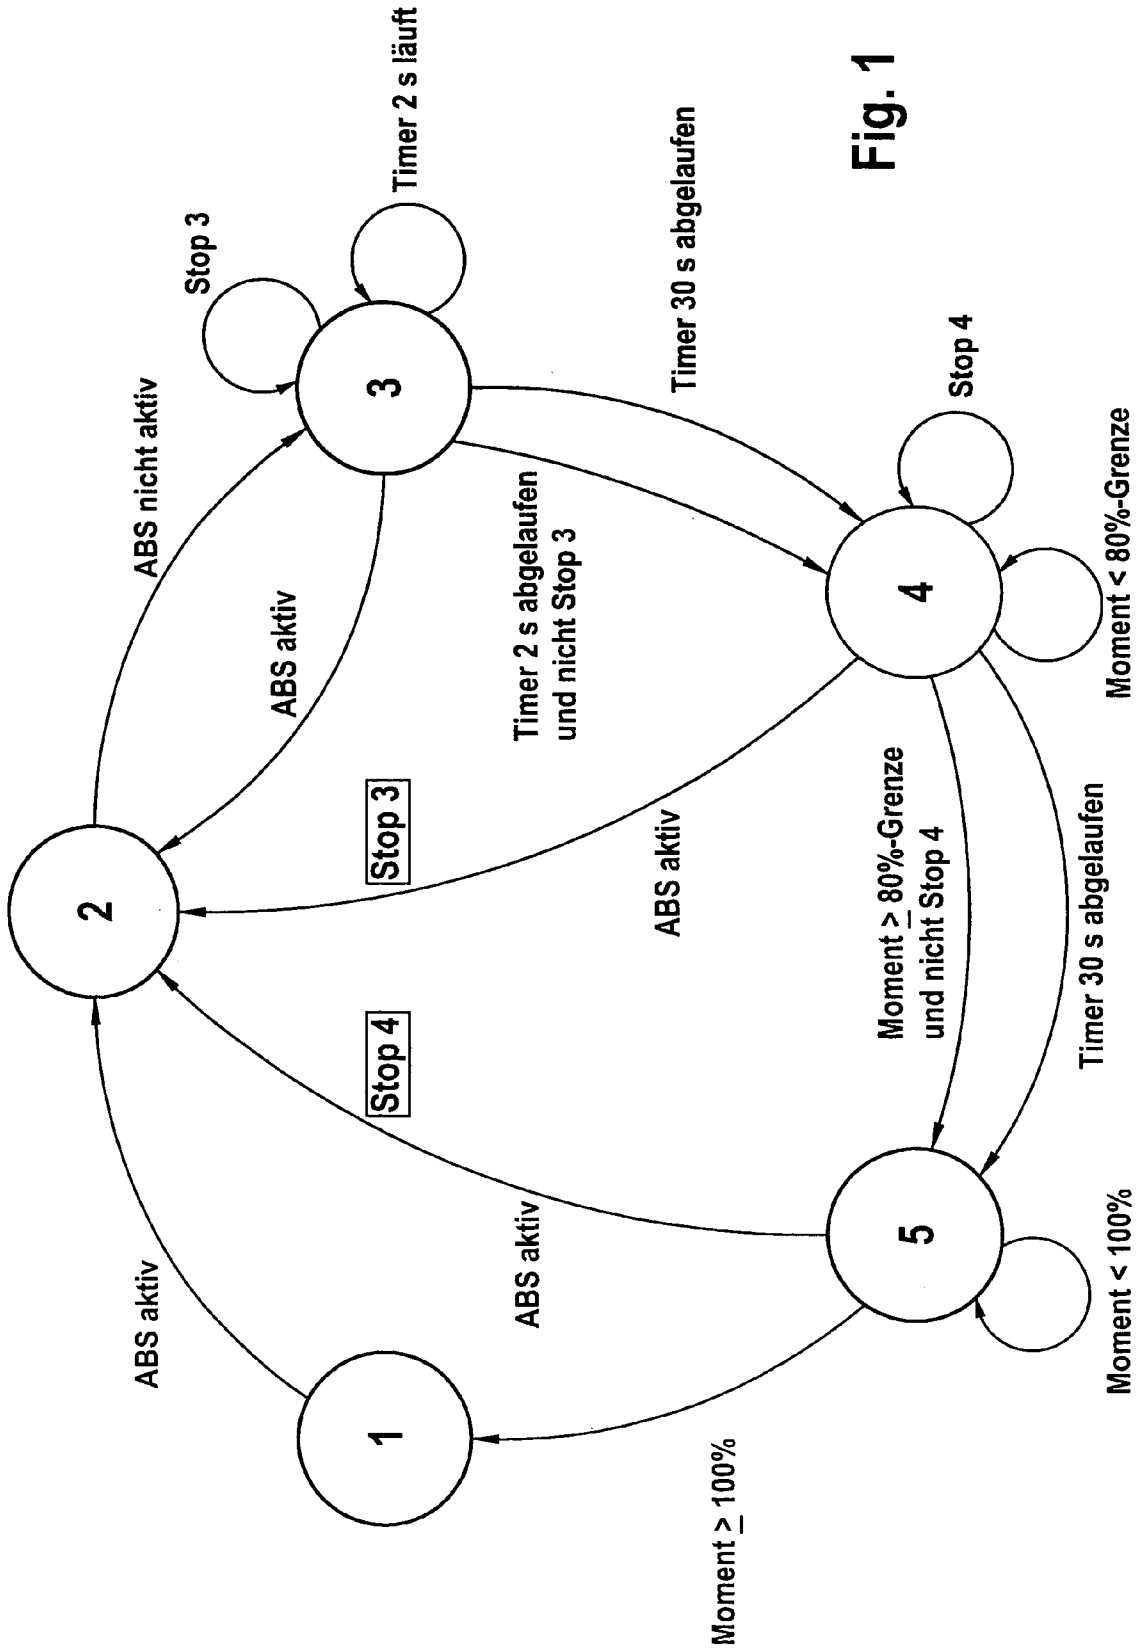 2
ABS aktiv
ABS nicht aktiv
Stop 3
Timer 2 s läuft
1
Stop 4
Stop 3
ABS aktiv
3
ABS aktiv
ABS aktiv
Timer 2 s abgelaufen
und nicht Stop 3
Timer 30 s abgelaufen
Moment ≥ 100%
5
Moment ≥ 80%-Grenze
und nicht Stop 4
4
Stop 4
Moment < 100%
Timer 30 s abgelaufen
Moment < 80%-Grenze
Fig. 1